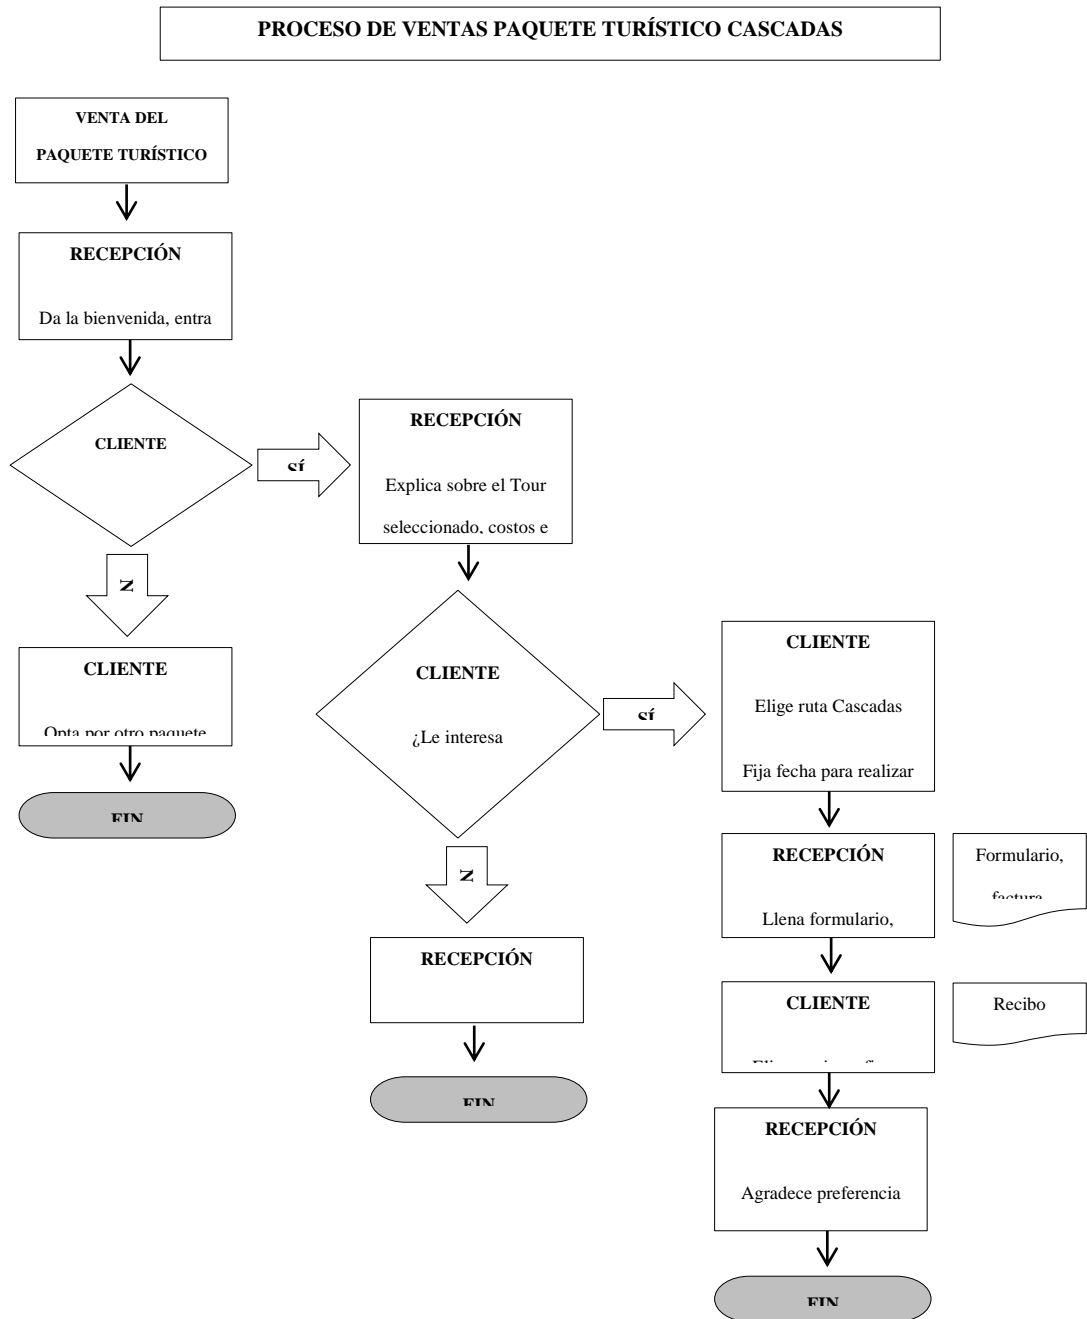 PROCESO DE VENTAS PAQUETE TURÍSTICO CASCADAS
VENTA DEL
PAQUETE TURÍSTICO
RECEPCIÓN
Da la bienvenida, entra
CLIENTE
SÍ
RECEPCIÓN
Explica sobre el Tour
seleccionado, costos e
N
CLIENTE
Opta por otro paquete
FIN
CLIENTE
¿Le interesa
SÍ
CLIENTE
Elige ruta Cascadas
Fija fecha para realizar
N
RECEPCIÓN
FIN
RECEPCIÓN
Llena formulario,
Formulario,
factura
CLIENTE
Recibo
RECEPCIÓN
Agradece preferencia
FIN